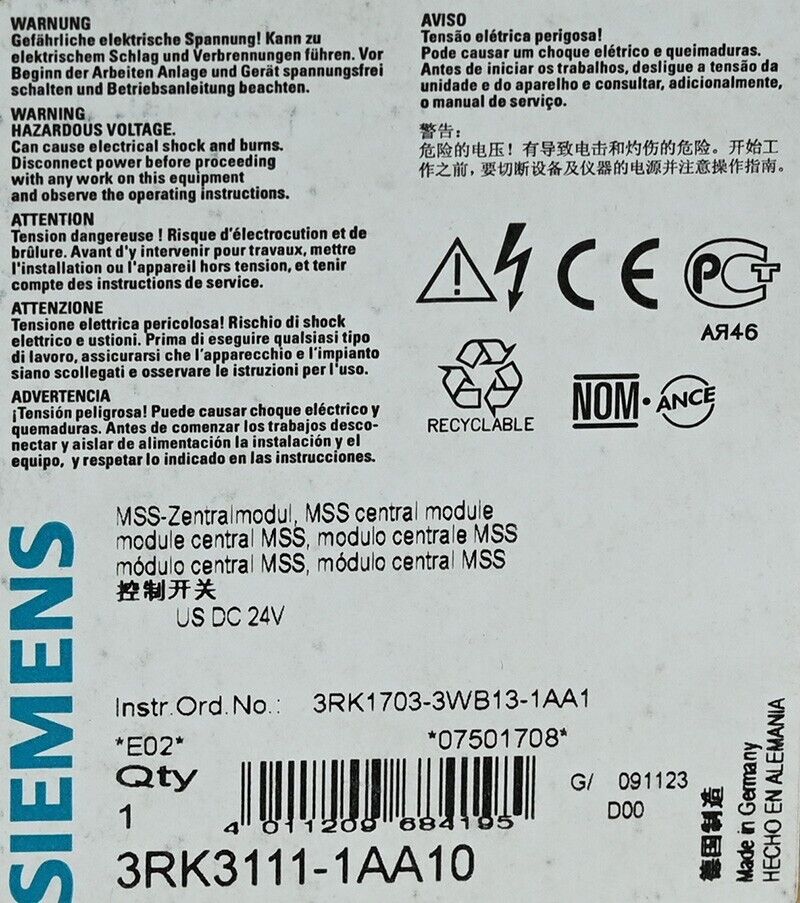 WARNUNG
Gefährliche elektrische Spannung! Kann zu
elektrischem Schlag und Verbrennungen führen. Vor
Beginn der Arbeiten Anlage und Gerät spannungsfrei
schalten und Betriebsanleitung beachten.
WARNING
HAZARDOUS VOLTAGE.
Can cause electrical shock and burns.
Disconnect power before proceeding
with any work on this equipment
and observe the operating instructions.
ATTENTION
Tension dangereuse ! Risque d'électrocution et de
brûlure. Avant d'y intervenir pour travaux, mettre
l'installation ou l'appareil hors tension, et tenir
compte des instructions de service.
ATTENZIONE
Tensione elettrica pericolosa! Rischio di shock
elettrico e ustioni. Prima di eseguire qualsiasi tipo
di lavoro, assicurarsi che l'apparecchio e l'impianto
siano scollegati e osservare le istruzioni per l'uso.
ADVERTENCIA
¡Tensión peligrosa! Puede causar choque eléctrico y
quemaduras. Antes de comenzar los trabajos desco-
nectar y aislar de alimentación la instalación y el
equipo, y respetar lo indicado en las instrucciones.
AVISO
Tensão elétrica perigosa!
Pode causar um choque elétrico e queimaduras.
Antes de iniciar os trabalhos, desligue a tensão da
unidade e do aparelho e consultar, adicionalmente,
o manual de serviço.
警告：
危险的电压！有导致电击和灼伤的危险。开始工
作之前，要切断设备及仪器的电源并注意操作指南。
CE
РСТ
АЯ46
RECYCLABLE
NOM·ANCE
SIEMENS
MSS-Zentralmodul, MSS central module
module central MSS, modulo centrale MSS
módulo central MSS, módulo central MSS
控制开关
US DC 24V
Instr.Ord.No.: 3RK1703-3WB13-1AA1
*E02* *07501708*
Qty
1
4 011209 684195
G/ 091123
D00
3RK3111-1AA10
德国制造
Made in Germany
HECHO EN ALEMANIA